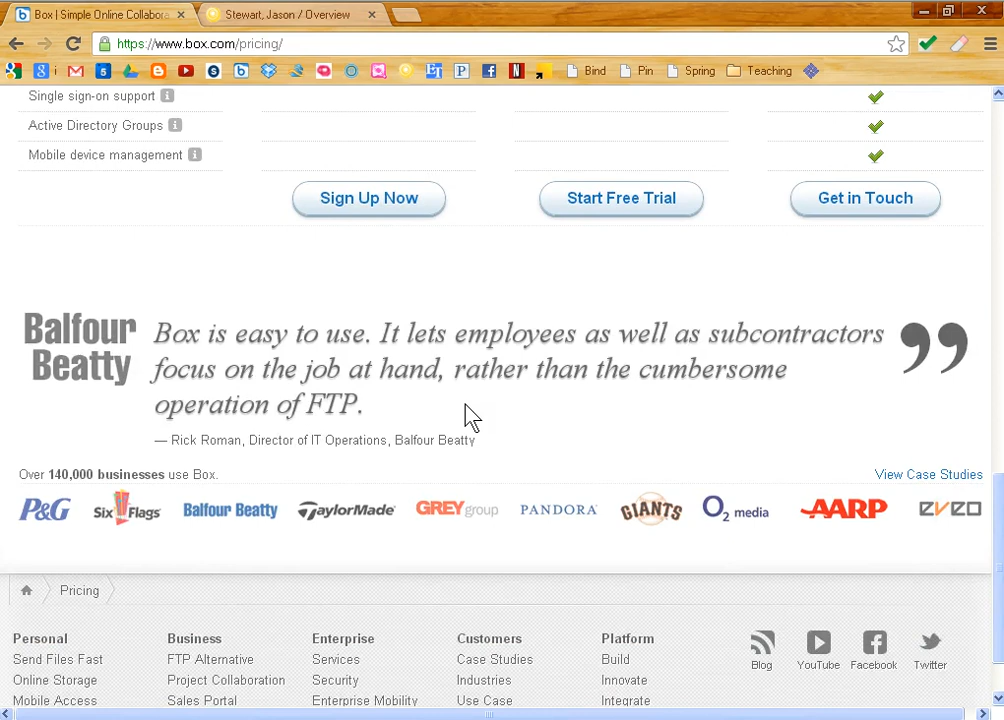 Box | Simple Online Collabora
Stewart, Jason / Overview
https://www.box.com/pricing/
Bind
Pin
Spring
Teaching
Single sign-on support
Active Directory Groups
Mobile device management
Sign Up Now
Start Free Trial
Get in Touch
Balfour
Beatty
Box is easy to use. It lets employees as well as subcontractors
focus on the job at hand, rather than the cumbersome
operation of FTP.
”
— Rick Roman, Director of IT Operations, Balfour Beatty
Over 140,000 businesses use Box.
View Case Studies
P&G
Six Flags
Balfour Beatty
TaylorMade
GREYgroup
PANDORA
GIANTS
O2 media
AARP
EVEO
Pricing
Personal
Business
Enterprise
Customers
Platform
Send Files Fast
FTP Alternative
Services
Case Studies
Build
Blog
YouTube
Facebook
Twitter
Online Storage
Project Collaboration
Security
Industries
Innovate
Mobile Access
Sales Portal
Enterprise Mobility
Use Case
Integrate